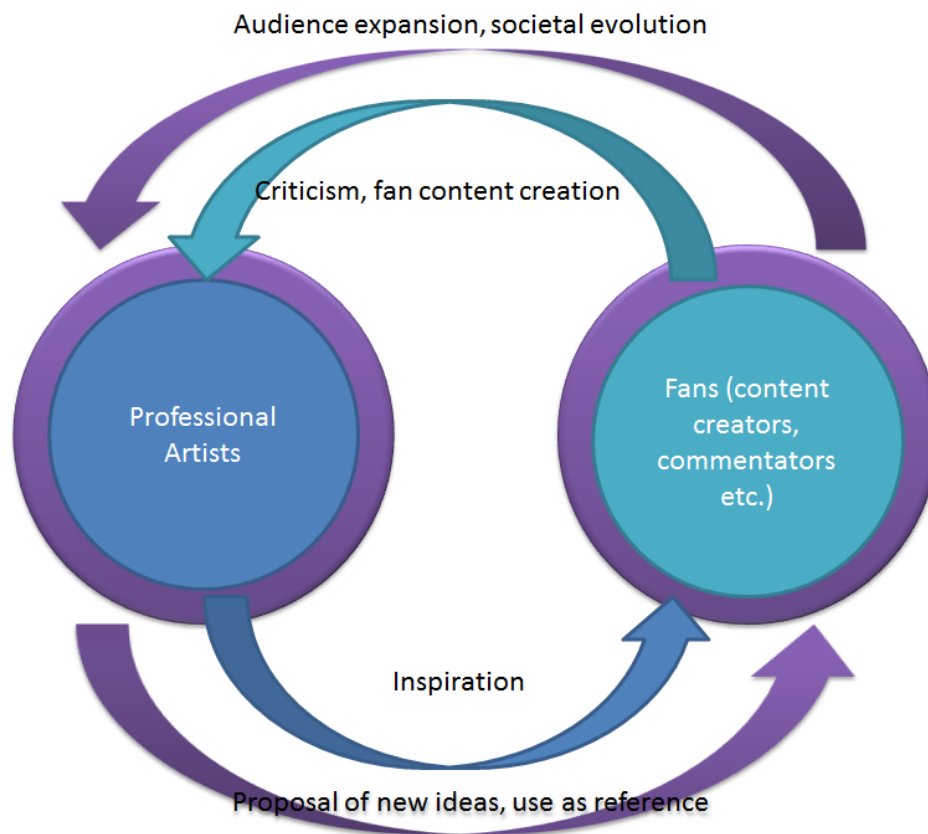 Audience expansion, societal evolution
Criticism, fan content creation
Professional
Artists
Fans (content
creators,
commentators
etc.)
Inspiration
Proposal of new ideas, use as reference